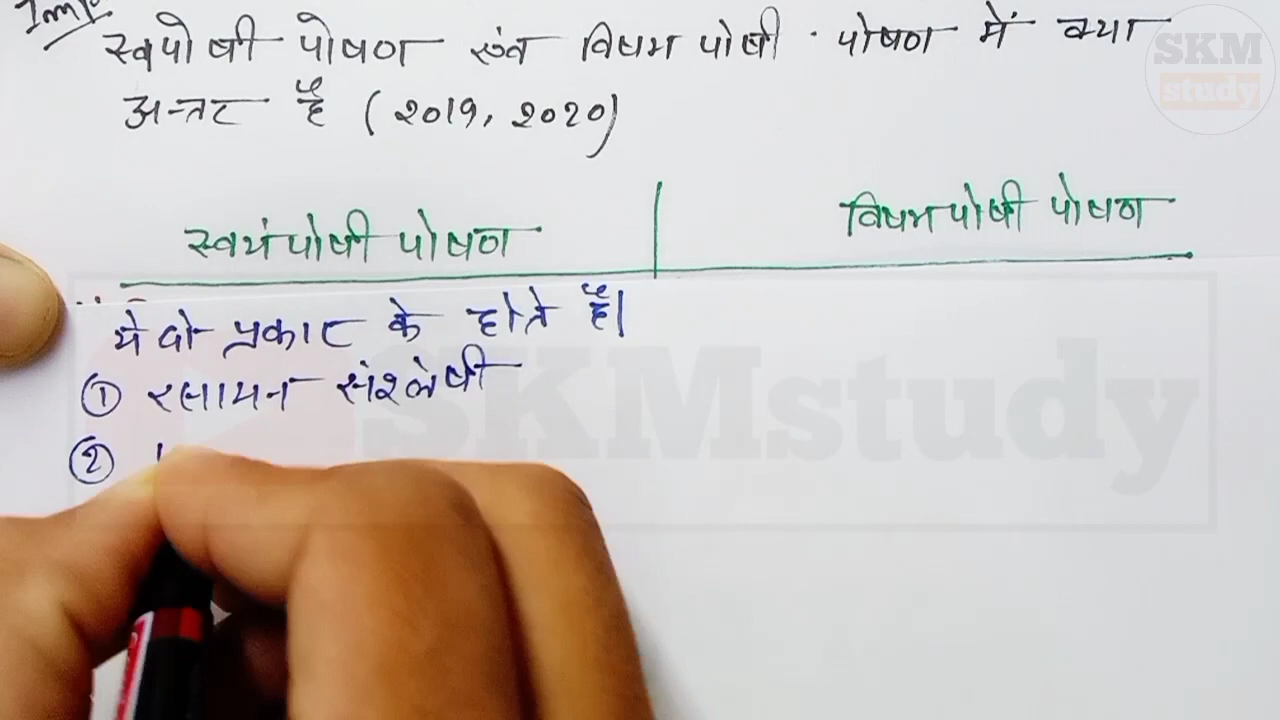 Imp.
स्वपोषी पोषण एंव विषमपोषी पोषण में क्या
अन्तर है (2019, 2020)
स्वयंपोषी पोषण
विषमपोषी पोषण
ये दो प्रकार के होते है।
① रसायन संश्लेषी
②
SKM
study
SKMstudy